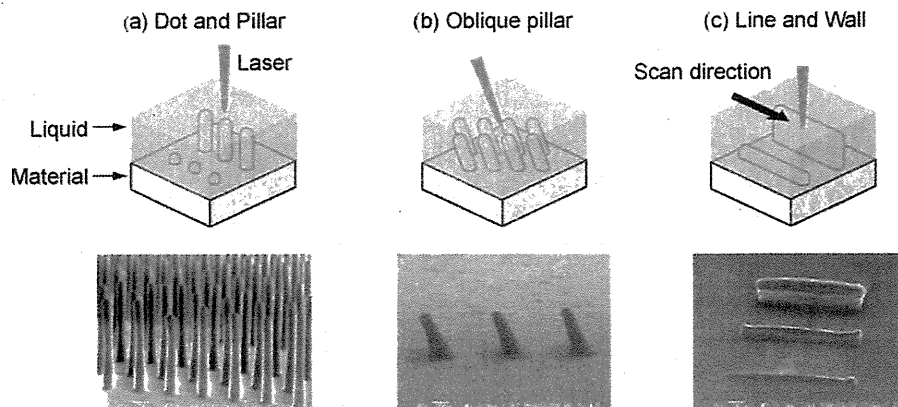 (a) Dot and Pillar
(b) Oblique pillar
(c) Line and Wall
Laser
Scan direction
Liquid
Material